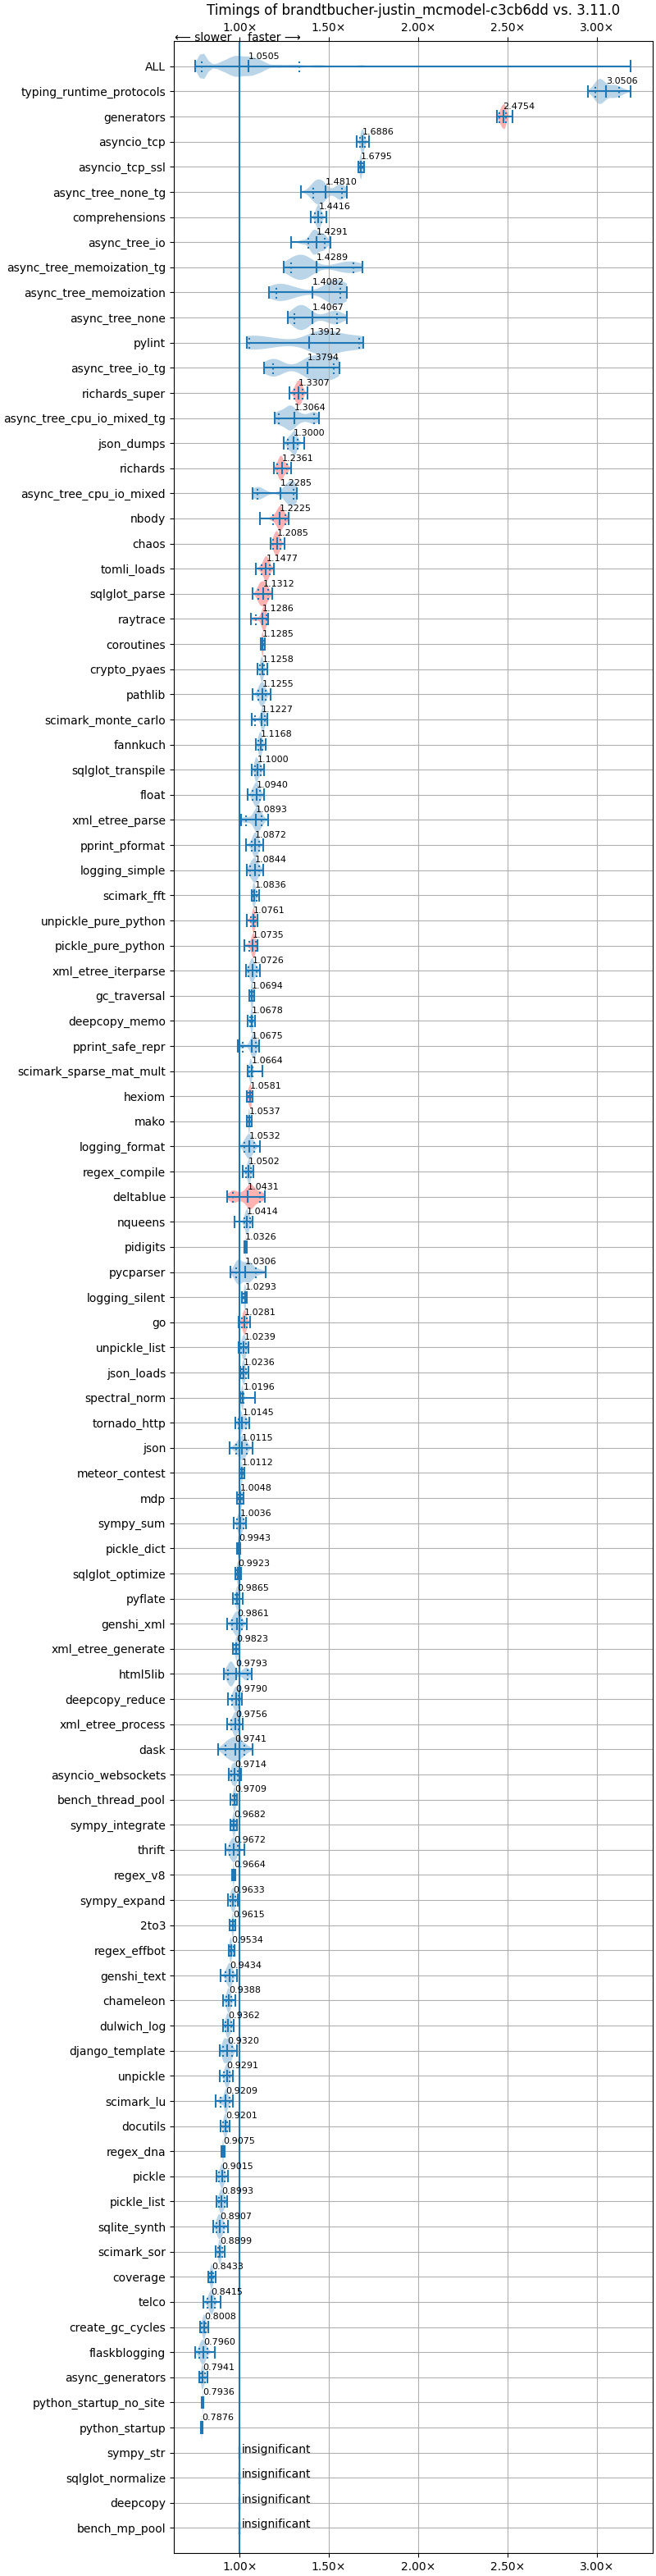 Timings of brandtbucher-justin_mcmodel-c3cb6dd vs. 3.11.0
1.00× 1.50× 2.00× 2.50× 3.00×
⟵ slower faster ⟶
ALL 1.0505
typing_runtime_protocols 3.0506
generators 2.4754
asyncio_tcp 1.6886
asyncio_tcp_ssl 1.6795
async_tree_none_tg 1.4810
comprehensions 1.4416
async_tree_io 1.4291
async_tree_memoization_tg 1.4289
async_tree_memoization 1.4082
async_tree_none 1.4067
pylint 1.3912
async_tree_io_tg 1.3794
richards_super 1.3307
async_tree_cpu_io_mixed_tg 1.3064
json_dumps 1.3000
richards 1.2361
async_tree_cpu_io_mixed 1.2285
nbody 1.2225
chaos 1.2085
tomli_loads 1.1477
sqlglot_parse 1.1312
raytrace 1.1286
coroutines 1.1285
crypto_pyaes 1.1258
pathlib 1.1255
scimark_monte_carlo 1.1227
fannkuch 1.1168
sqlglot_transpile 1.1000
float 1.0940
xml_etree_parse 1.0893
pprint_pformat 1.0872
logging_simple 1.0844
scimark_fft 1.0836
unpickle_pure_python 1.0761
pickle_pure_python 1.0735
xml_etree_iterparse 1.0726
gc_traversal 1.0694
deepcopy_memo 1.0678
pprint_safe_repr 1.0675
scimark_sparse_mat_mult 1.0664
hexiom 1.0581
mako 1.0537
logging_format 1.0532
regex_compile 1.0502
deltablue 1.0431
nqueens 1.0414
pidigits 1.0326
pycparser 1.0306
logging_silent 1.0293
go 1.0281
unpickle_list 1.0239
json_loads 1.0236
spectral_norm 1.0196
tornado_http 1.0145
json 1.0115
meteor_contest 1.0112
mdp 1.0048
sympy_sum 1.0036
pickle_dict 0.9943
sqlglot_optimize 0.9923
pyflate 0.9865
genshi_xml 0.9861
xml_etree_generate 0.9823
html5lib 0.9793
deepcopy_reduce 0.9790
xml_etree_process 0.9756
dask 0.9741
asyncio_websockets 0.9714
bench_thread_pool 0.9709
sympy_integrate 0.9682
thrift 0.9672
regex_v8 0.9664
sympy_expand 0.9633
2to3 0.9615
regex_effbot 0.9534
genshi_text 0.9434
chameleon 0.9388
dulwich_log 0.9362
django_template 0.9320
unpickle 0.9291
scimark_lu 0.9209
docutils 0.9201
regex_dna 0.9075
pickle 0.9015
pickle_list 0.8993
sqlite_synth 0.8907
scimark_sor 0.8899
coverage 0.8433
telco 0.8415
create_gc_cycles 0.8008
flaskblogging 0.7960
async_generators 0.7941
python_startup_no_site 0.7936
python_startup 0.7876
sympy_str insignificant
sqlglot_normalize insignificant
deepcopy insignificant
bench_mp_pool insignificant
1.00× 1.50× 2.00× 2.50× 3.00×